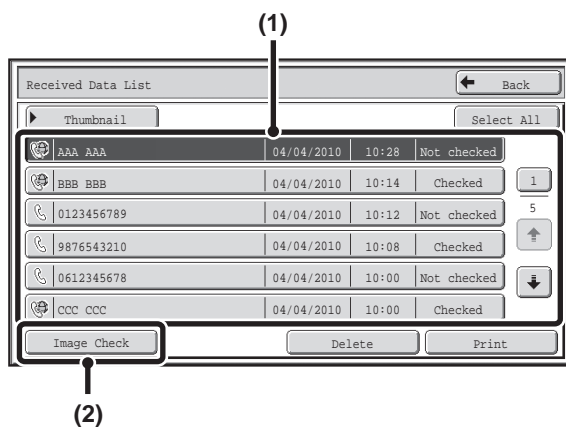 (1)
Received Data List
Back
Thumbnail
Select All
AAA AAA 04/04/2010 10:28 Not checked
BBB BBB 04/04/2010 10:14 Checked 1
0123456789 04/04/2010 10:12 Not checked 5
9876543210 04/04/2010 10:08 Checked
0612345678 04/04/2010 10:00 Not checked
CCC CCC 04/04/2010 10:00 Checked
Image Check
Delete
Print
(2)